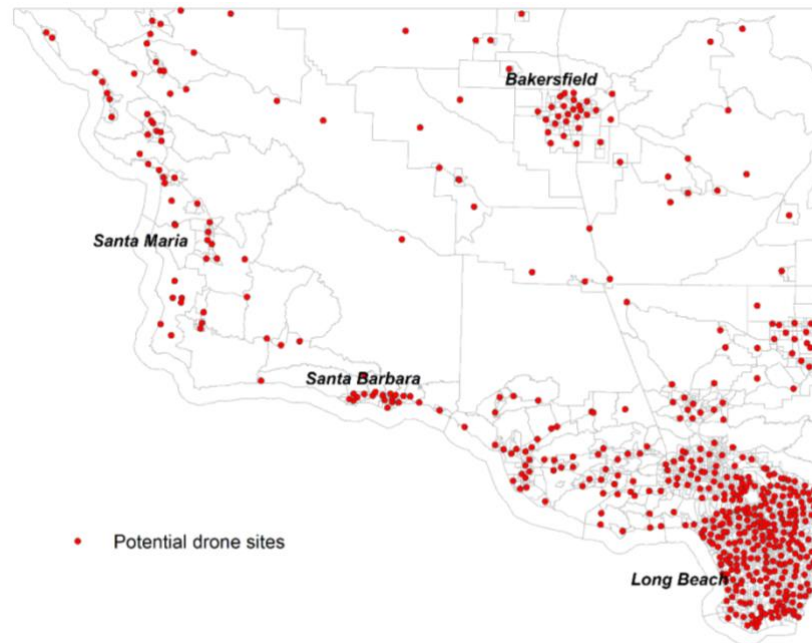 Bakersfield
Santa Maria
Santa Barbara
Potential drone sites
Long Beach